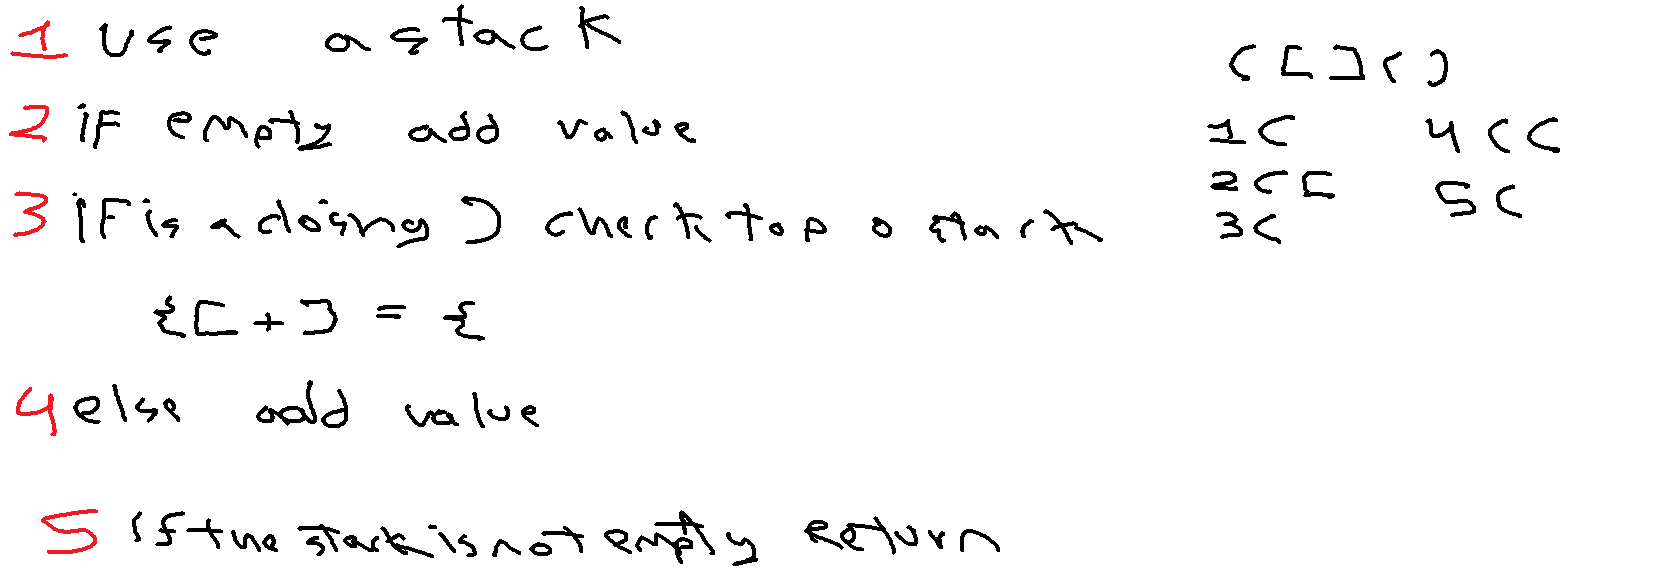 1 use a stack
2 if empty add value
3 IF is a cloisng ) check top o stack
{[ + ] = {
4 else add value
5 if the stack is not empty return
([]()
1 (
2 ( [
3 (
4 ( (
5 (